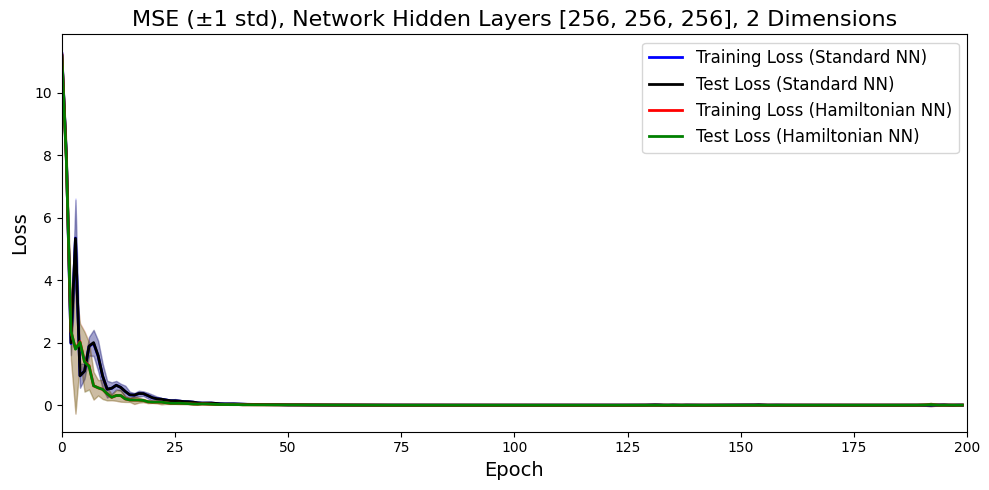 MSE (±1 std), Network Hidden Layers [256, 256, 256], 2 Dimensions
Training Loss (Standard NN)
Test Loss (Standard NN)
Training Loss (Hamiltonian NN)
Test Loss (Hamiltonian NN)
Loss
10
8
6
4
2
0
0 25 50 75 100 125 150 175 200
Epoch